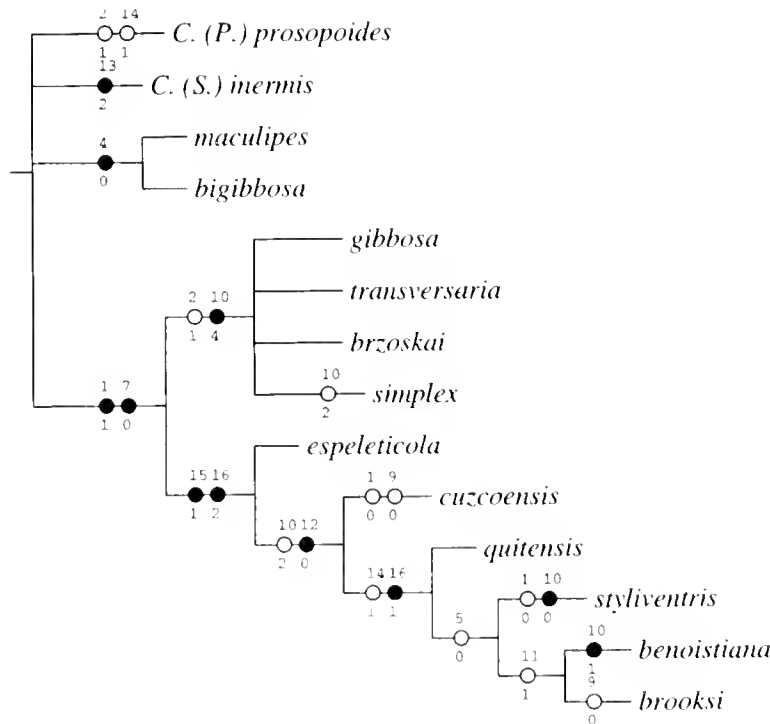 2 14
C. (P.) prosopoides
1 1
13
C. (S.) inermis
2
maculipes
4
0
bigibbosa
gibbosa
2 10
transversaria
1 4
brzoskai
10
simplex
2
1 7
1 0
espeleticola
15 16
1 2
1 9
cuzcoensis
0 0
10 12
2 0
quitensis
14 16
1 1
1 10
styliventris
0 0
5
0
10
benoistiana
1
11
1
9
brooksi
0